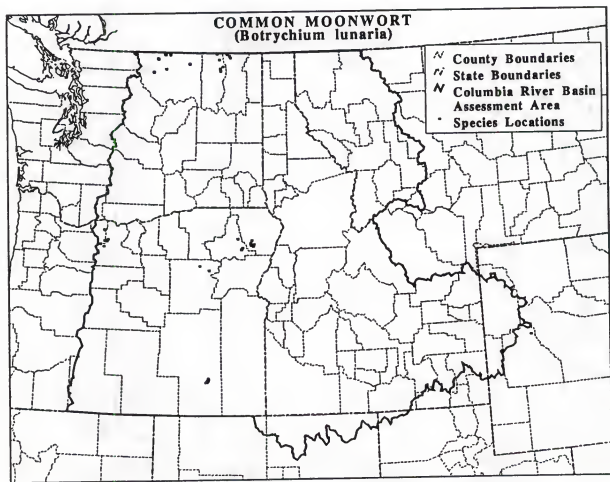 COMMON MOONWORT
(Botrychium lunaria)
County Boundaries
State Boundaries
Columbia River Basin
Assessment Area
Species Locations